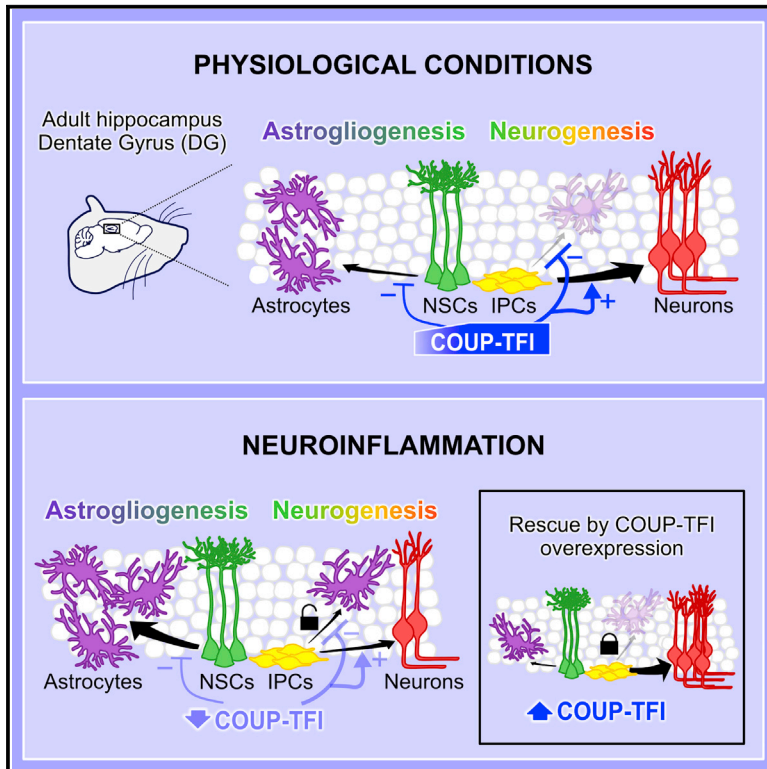 PHYSIOLOGICAL CONDITIONS
Adult hippocampus
Dentate Gyrus (DG)
Astrogliogenesis Neurogenesis
− − +
Astrocytes NSCs IPCs Neurons
COUP-TFI
NEUROINFLAMMATION
Astrogliogenesis Neurogenesis
− − +
Astrocytes NSCs IPCs Neurons
COUP-TFI
Rescue by COUP-TFI
overexpression
COUP-TFI